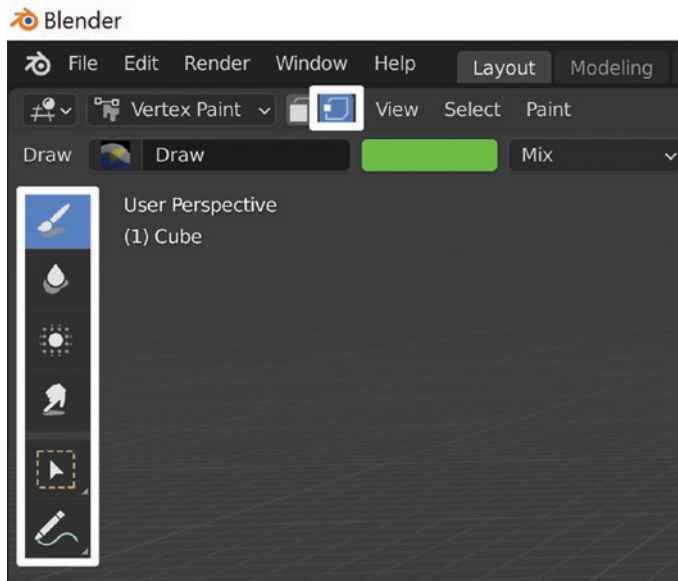 Blender
File Edit Render Window Help Layout Modeling
Vertex Paint View Select Paint
Draw Draw Mix
User Perspective
(1) Cube